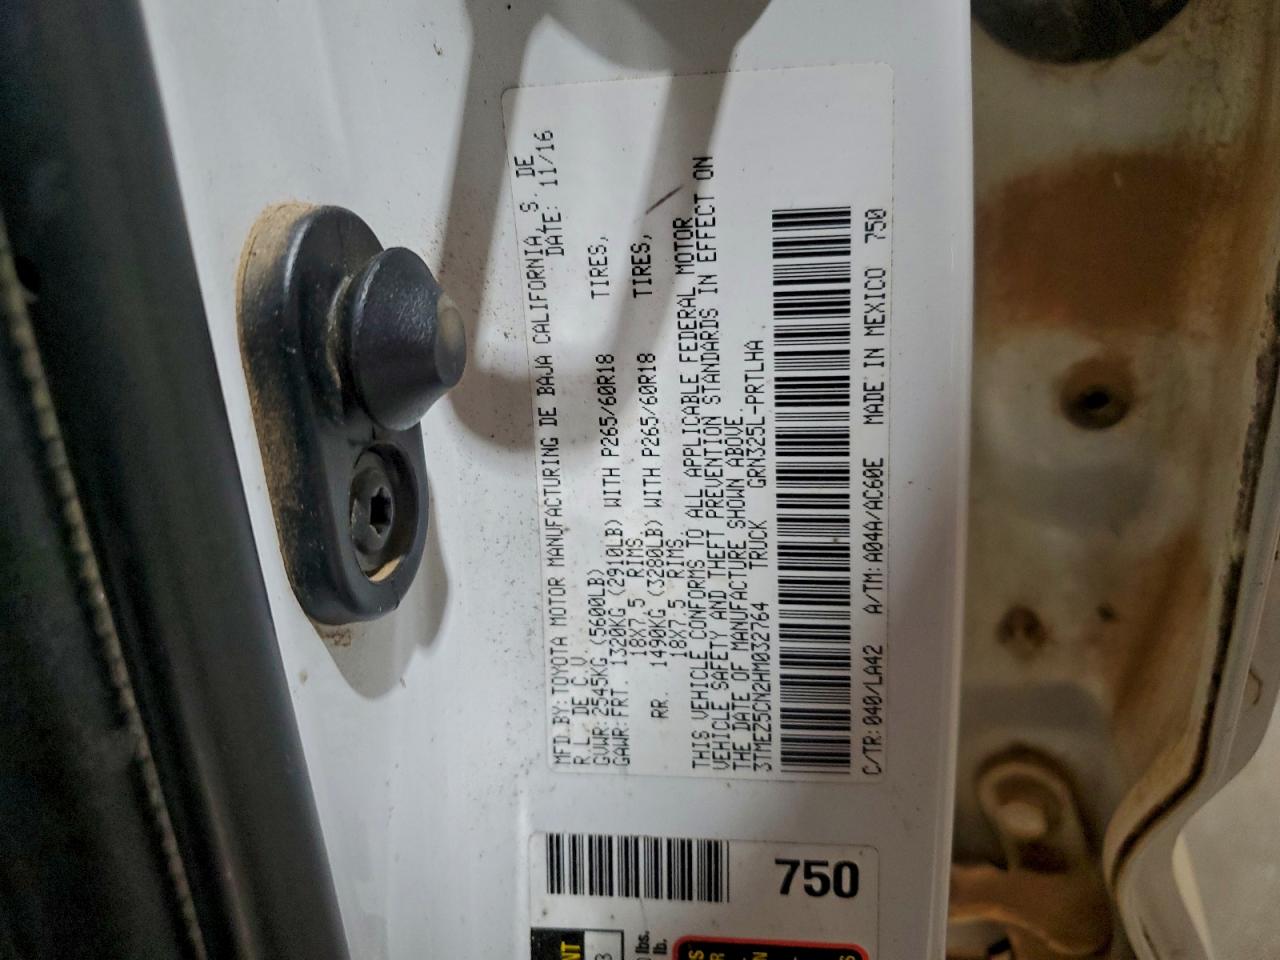 MFD.BY:TOYOTA MOTOR MANUFACTURING DE BAJA CALIFORNIA, S. DE
R.L. DE C.V. DATE: 11/16
GVWR:2545KG (5600LB)
GAWR:FRT. 1320KG (2910LB) WITH P265/60R18 TIRES,
18X7.5 RIMS.
RR. 1490KG (3280LB) WITH P265/60R18 TIRES,
18X7.5 RIMS.
THIS VEHICLE CONFORMS TO ALL APPLICABLE FEDERAL MOTOR
VEHICLE SAFETY AND THEFT PREVENTION STANDARDS IN EFFECT ON
THE DATE OF MANUFACTURE SHOWN ABOVE.
3TMEZ5CN2HM032764 TRUCK GRN325L-PRTLHA
C/TR:040/LA42 A/TM:A04A/AC60E MADE IN MEXICO 750
750
lbs.
lb.